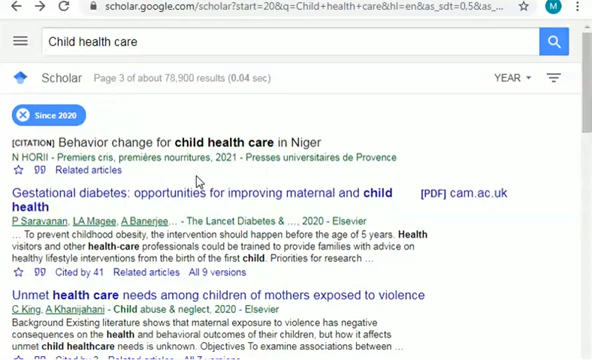 scholar.google.com/scholar?start=20&q=Child+health+care&hl=en&as_sdt=0,5&as_...
M
Child health care
Scholar Page 3 of about 78,900 results (0.04 sec) YEAR
Since 2020
[CITATION] Behavior change for child health care in Niger
N HORII - Premiers cris, premières nourritures, 2021 - Presses universitaires de Provence
Related articles
Gestational diabetes: opportunities for improving maternal and child
health
[PDF] cam.ac.uk
P Saravanan, LA Magee, A Banerjee… - The Lancet Diabetes & …, 2020 - Elsevier
... To prevent childhood obesity, the intervention should happen before the age of 5 years. Health
visitors and other health-care professionals could be trained to provide families with advice on
healthy lifestyle interventions from the birth of the first child. Priorities for research ...
Cited by 41 Related articles All 9 versions
Unmet health care needs among children of mothers exposed to violence
C King, A Khanijahani - Child abuse & neglect, 2020 - Elsevier
Background Existing literature shows that maternal exposure to violence has negative
consequences on the health and behavioral outcomes of their children, but how it affects
unmet child healthcare needs is unknown. Objectives To examine associations between ...
Cited by 3 Related articles All 7 versions